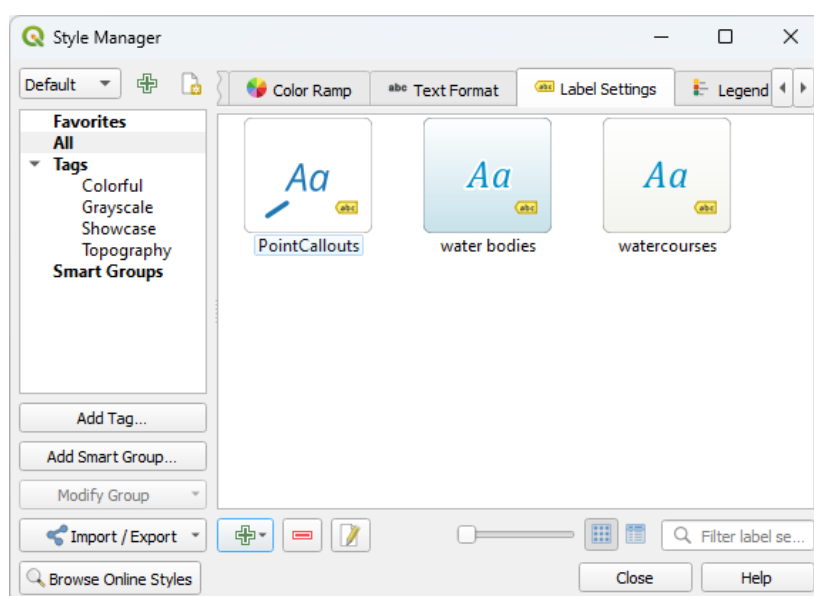 Style Manager
Default
Color Ramp
abc Text Format
abc Label Settings
Legend
Favorites
All
Tags
Colorful
Grayscale
Showcase
Topography
Smart Groups
Aa
abc
PointCallouts
Aa
abc
water bodies
Aa
abc
watercourses
Add Tag...
Add Smart Group...
Modify Group
Import / Export
Filter label se...
Browse Online Styles
Close
Help